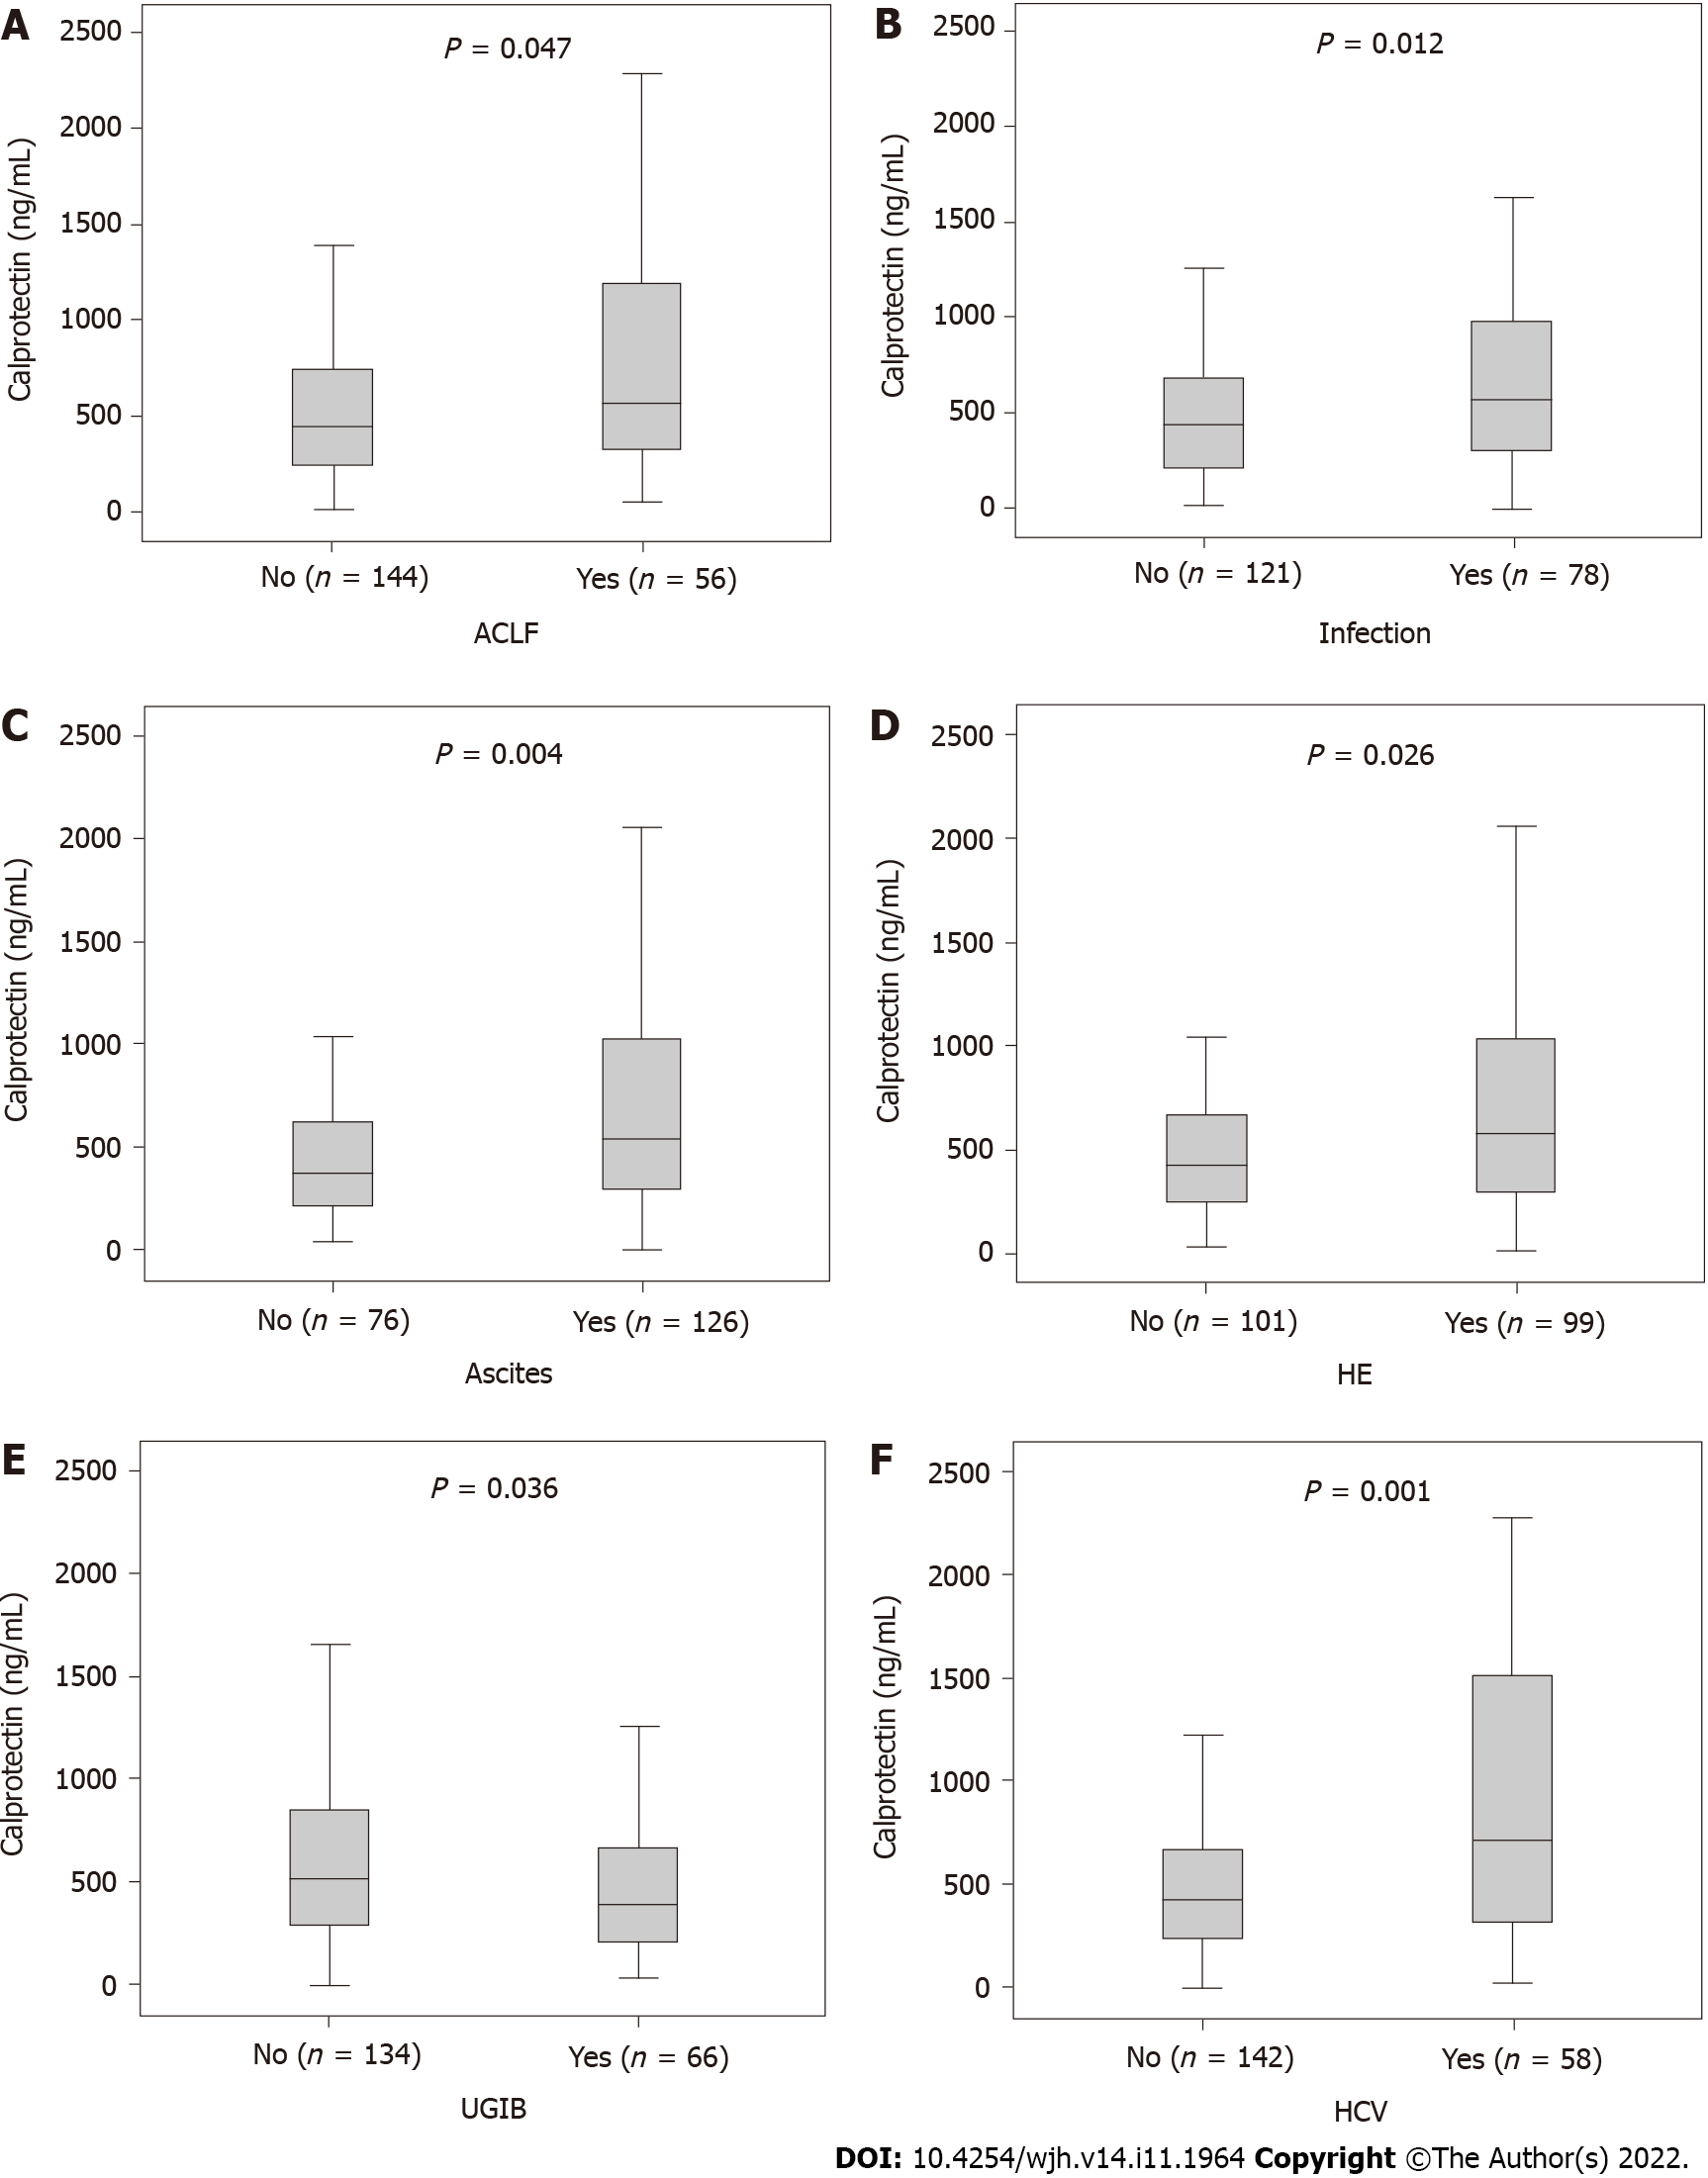 A
P = 0.047
Calprotectin (ng/mL)
2500
2000
1500
1000
500
0
No (n = 144)
Yes (n = 56)
ACLF
B
P = 0.012
Calprotectin (ng/mL)
2500
2000
1500
1000
500
0
No (n = 121)
Yes (n = 78)
Infection
C
P = 0.004
Calprotectin (ng/mL)
2500
2000
1500
1000
500
0
No (n = 76)
Yes (n = 126)
Ascites
D
P = 0.026
Calprotectin (ng/mL)
2500
2000
1500
1000
500
0
No (n = 101)
Yes (n = 99)
HE
E
P = 0.036
Calprotectin (ng/mL)
2500
2000
1500
1000
500
0
No (n = 134)
Yes (n = 66)
UGIB
F
P = 0.001
Calprotectin (ng/mL)
2500
2000
1500
1000
500
0
No (n = 142)
Yes (n = 58)
HCV
DOI: 10.4254/wjh.v14.i11.1964 Copyright ©The Author(s) 2022.